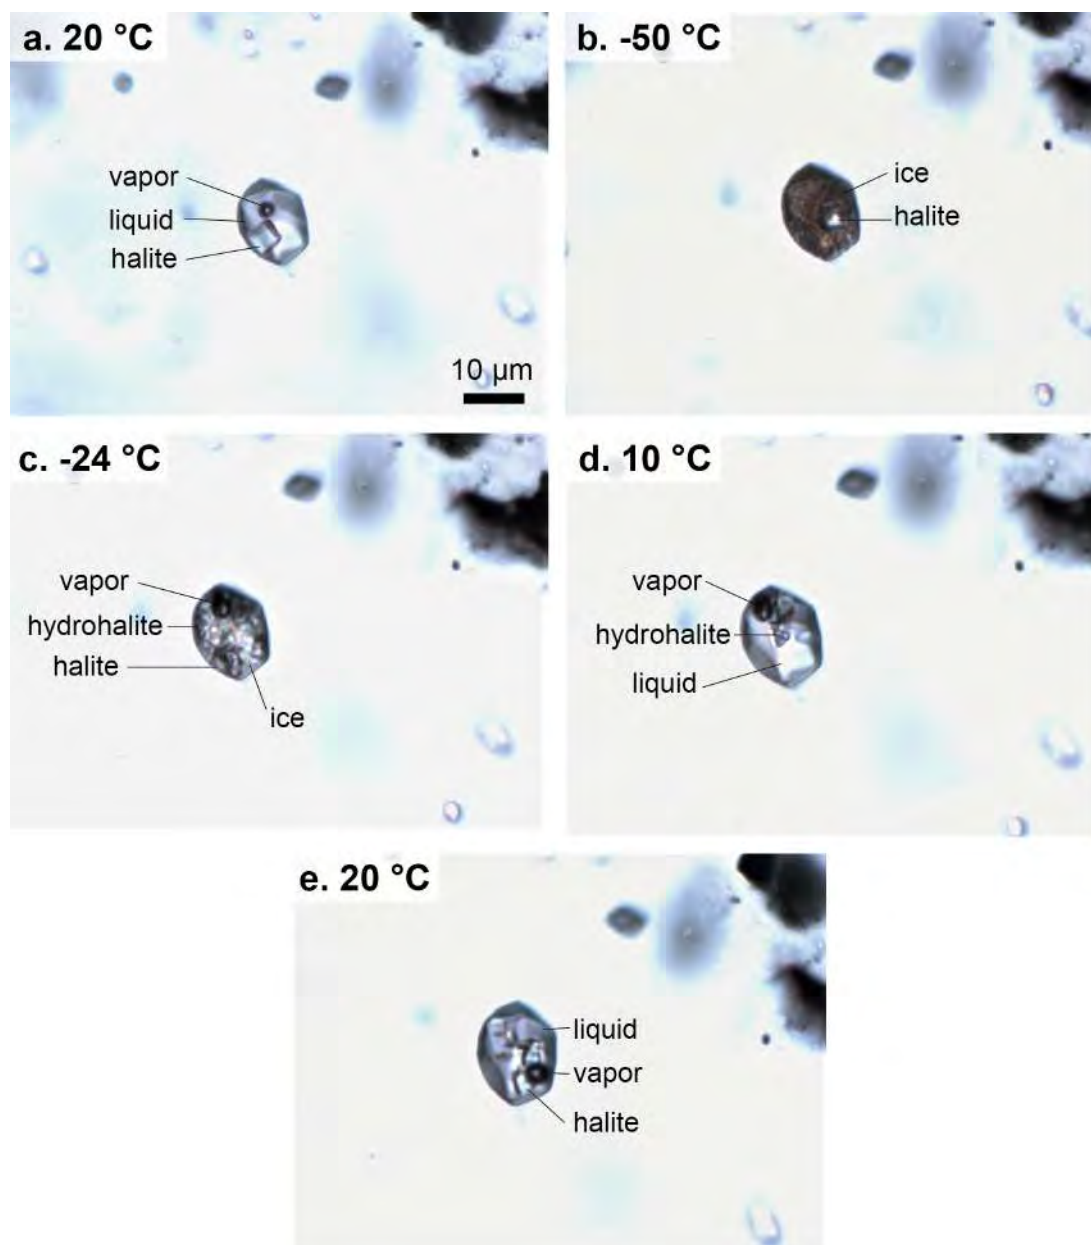 a. 20 °C
vapor
liquid
halite
10 µm
b. -50 °C
ice
halite
c. -24 °C
vapor
hydrohalite
halite
ice
d. 10 °C
vapor
hydrohalite
liquid
e. 20 °C
liquid
vapor
halite